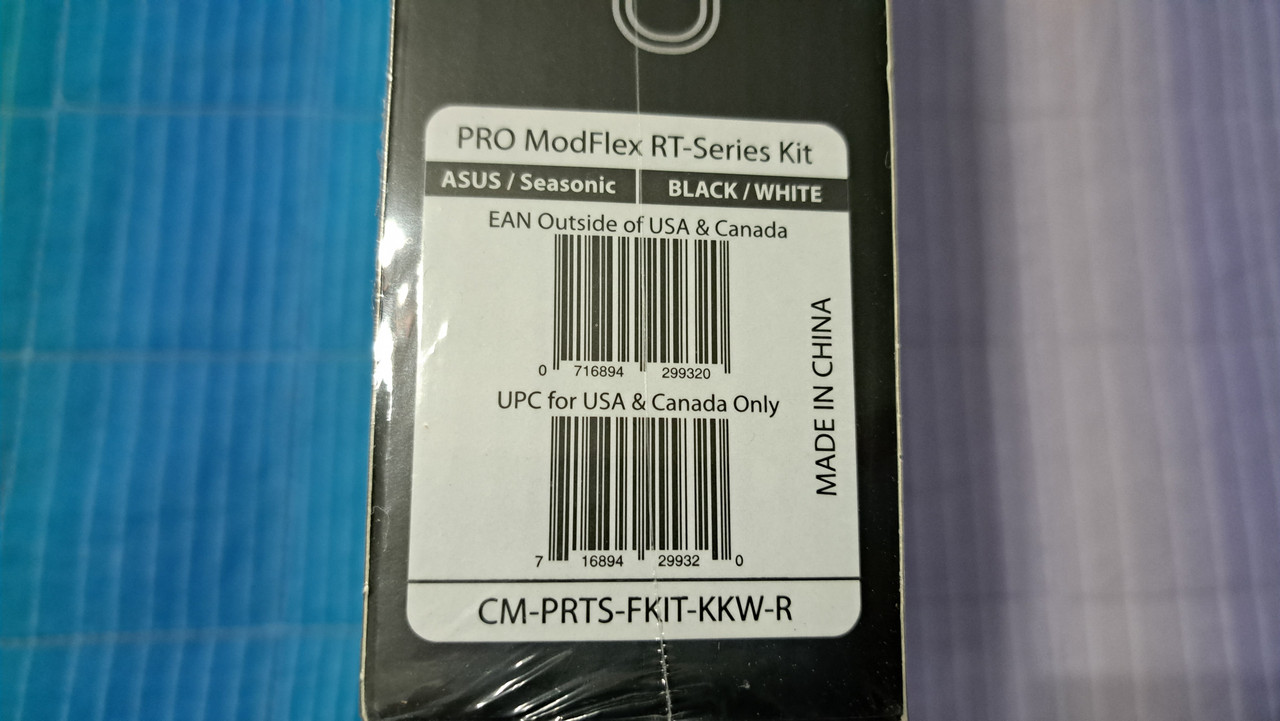 PRO ModFlex RT-Series Kit
ASUS / Seasonic BLACK / WHITE
EAN Outside of USA & Canada
0 716894 299320
UPC for USA & Canada Only
7 16894 29932 0
MADE IN CHINA
CM-PRTS-FKIT-KKW-R